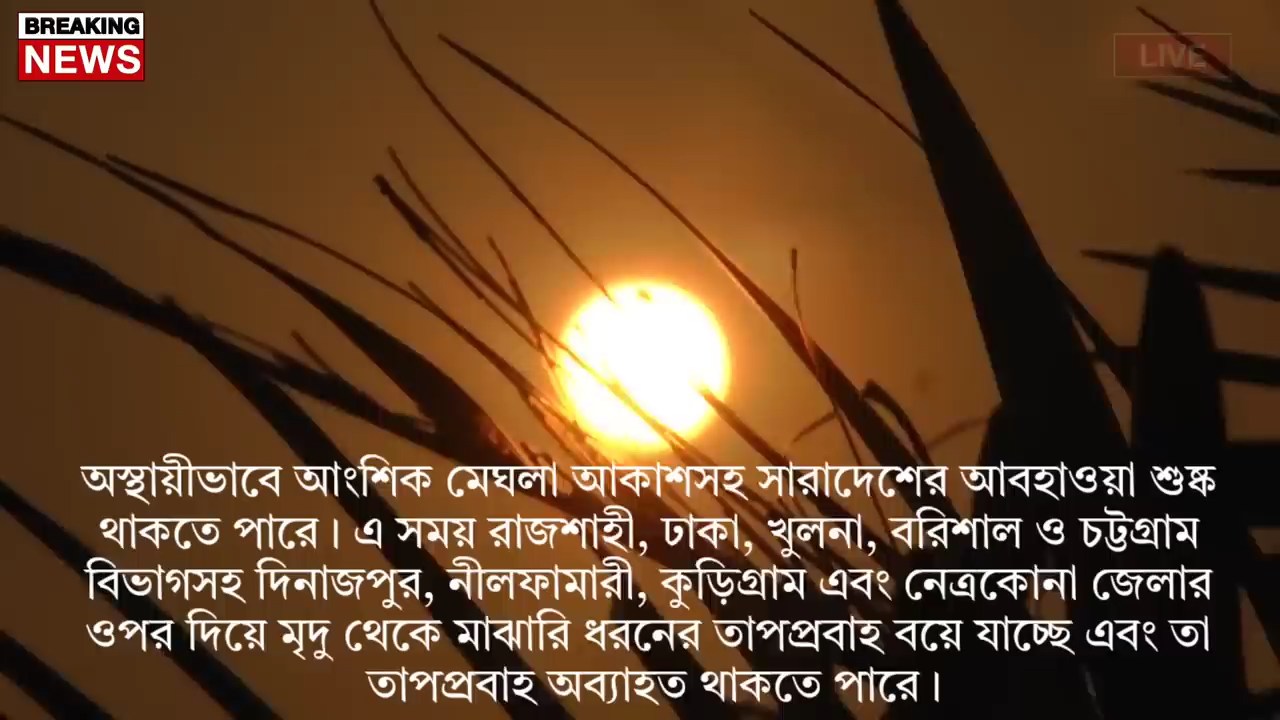 BREAKING
NEWS
LIVE
অস্থায়ীভাবে আংশিক মেঘলা আকাশসহ সারাদেশের আবহাওয়া শুষ্ক
থাকতে পারে। এ সময় রাজশাহী, ঢাকা, খুলনা, বরিশাল ও চট্টগ্রাম
বিভাগসহ দিনাজপুর, নীলফামারী, কুড়িগ্রাম এবং নেত্রকোনা জেলার
ওপর দিয়ে মৃদু থেকে মাঝারি ধরনের তাপপ্রবাহ বয়ে যাচ্ছে এবং তা
তাপপ্রবাহ অব্যাহত থাকতে পারে।